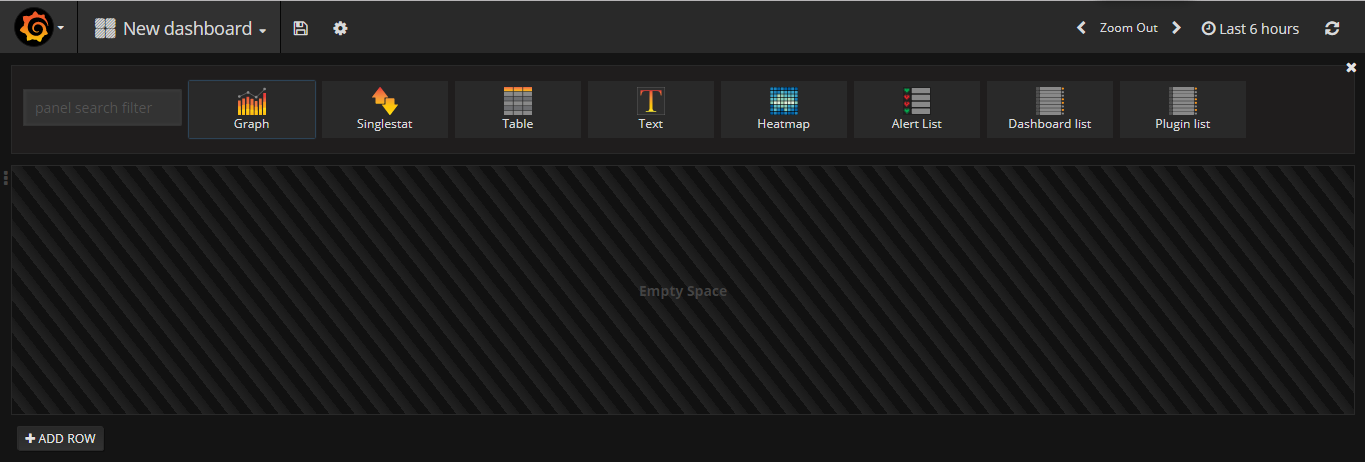 New dashboard
Zoom Out
Last 6 hours
panel search filter
Graph
Singlestat
Table
Text
Heatmap
Alert List
Dashboard list
Plugin list
Empty Space
ADD ROW